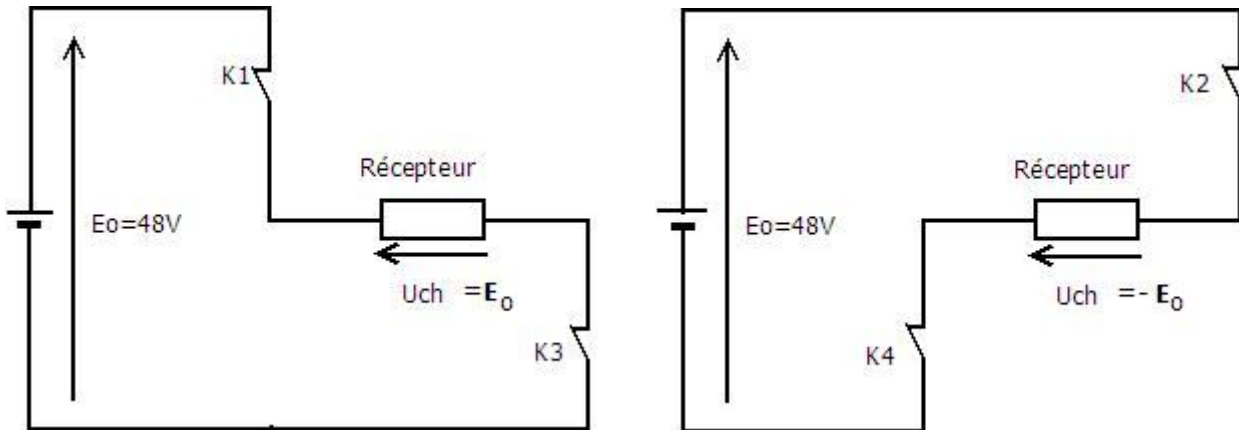 K1
Récepteur
Eo=48V
Uch =E₀
K3
K2
Récepteur
Eo=48V
Uch =- E₀
K4